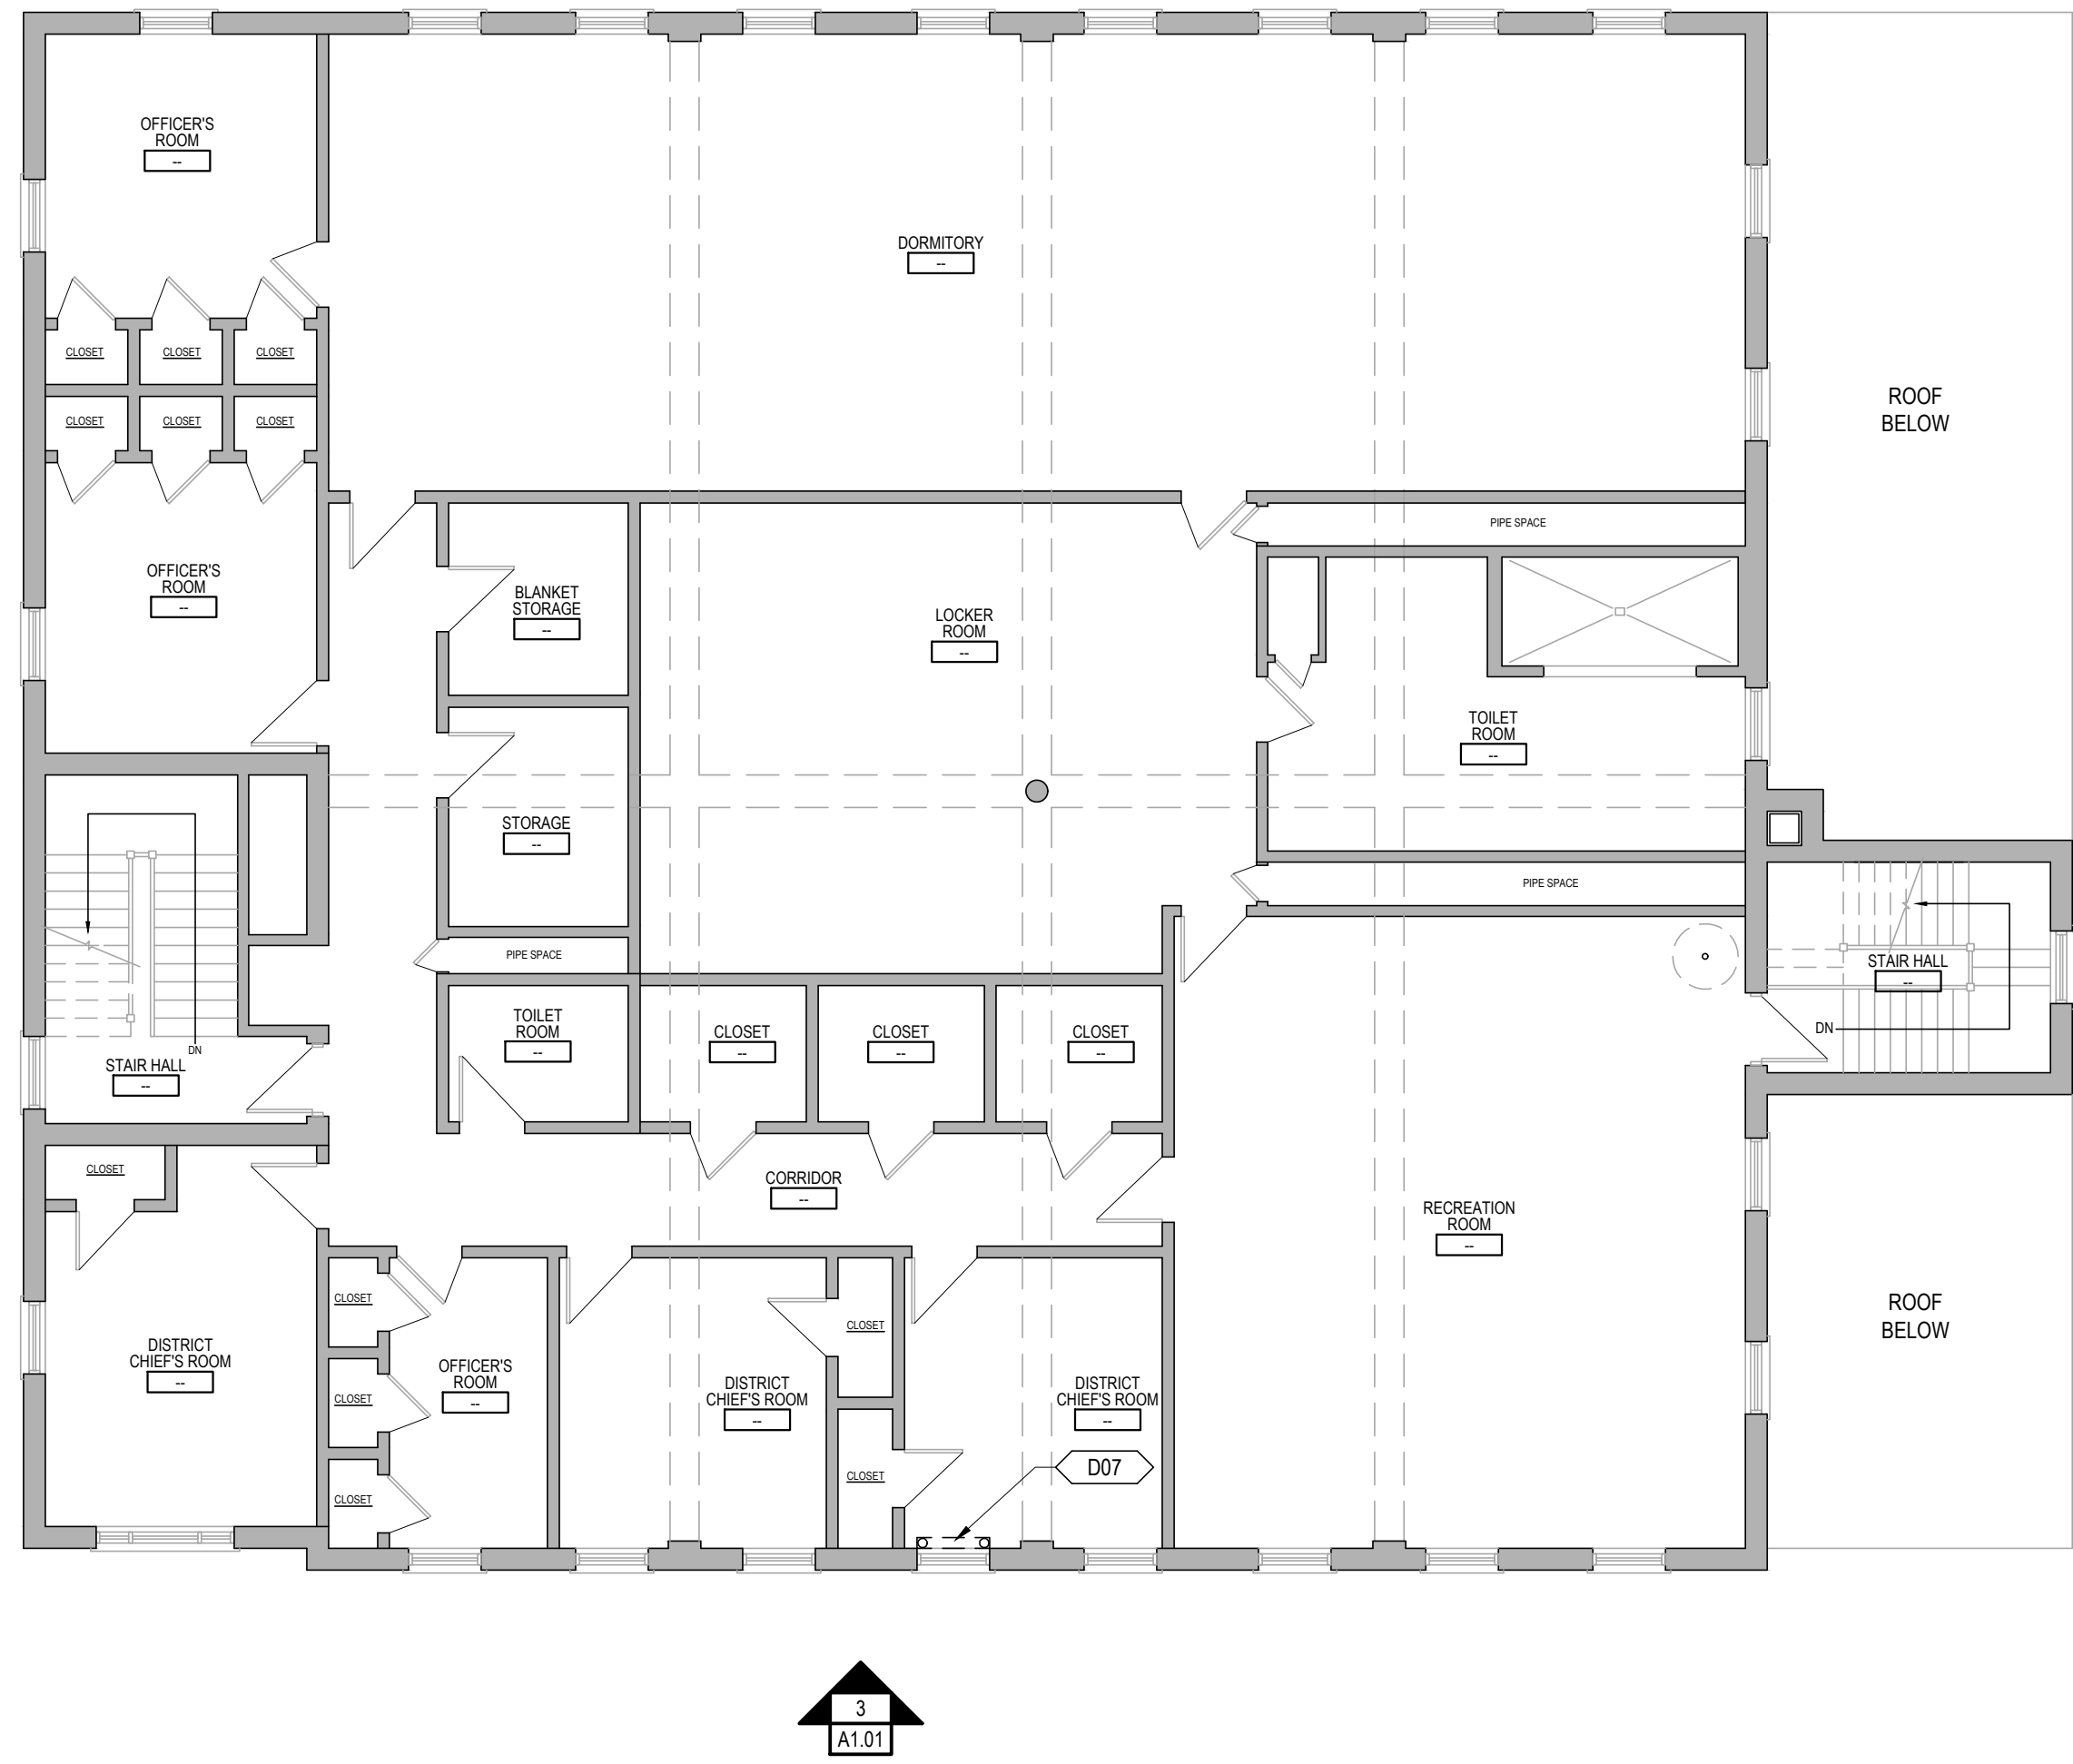 OFFICER'S
ROOM
--
DORMITORY
--
CLOSET
CLOSET
CLOSET
CLOSET
CLOSET
CLOSET
ROOF
BELOW
PIPE SPACE
OFFICER'S
ROOM
--
BLANKET
STORAGE
--
LOCKER
ROOM
--
TOILET
ROOM
--
STORAGE
--
PIPE SPACE
PIPE SPACE
STAIR HALL
--
DN
TOILET
ROOM
--
CLOSET
--
CLOSET
--
CLOSET
--
DN
STAIR HALL
--
CLOSET
CORRIDOR
--
RECREATION
ROOM
--
ROOF
BELOW
CLOSET
CLOSET
DISTRICT
CHIEF'S ROOM
--
OFFICER'S
ROOM
--
DISTRICT
CHIEF'S ROOM
--
DISTRICT
CHIEF'S ROOM
--
CLOSET
D07
CLOSET
CLOSET
3
A1.01